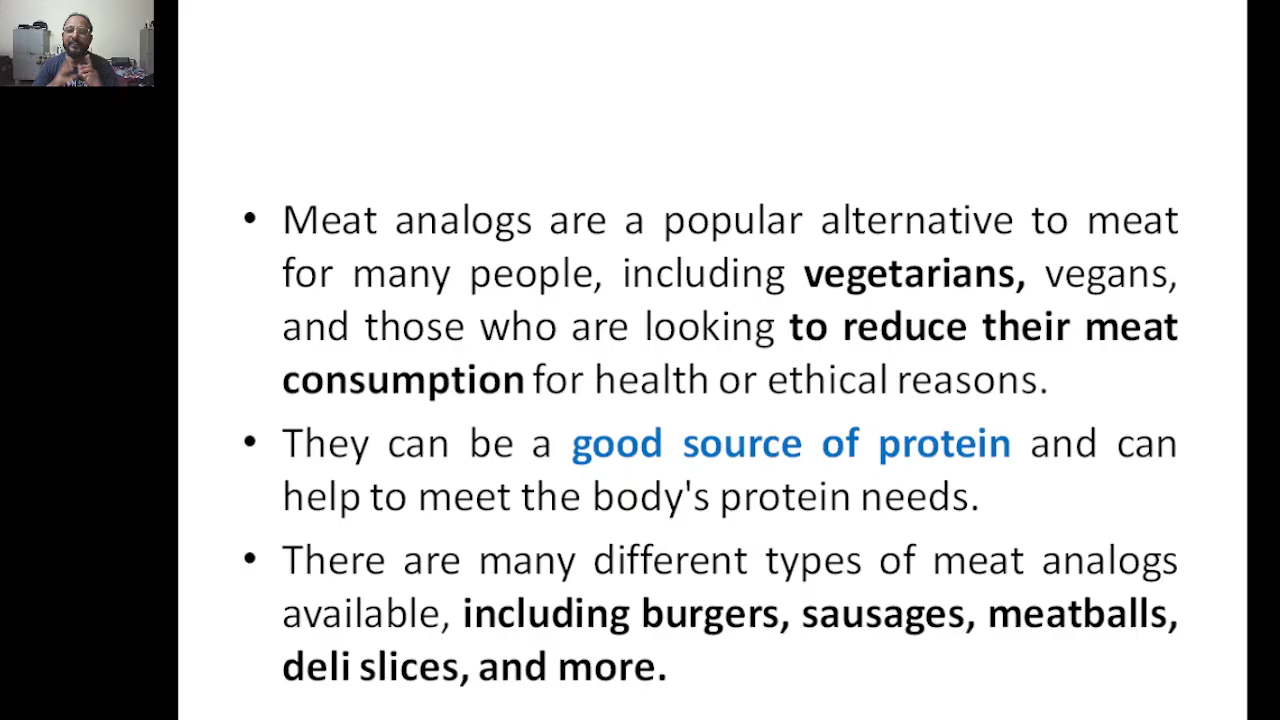 • Meat analogs are a popular alternative to meat
for many people, including vegetarians, vegans,
and those who are looking to reduce their meat
consumption for health or ethical reasons.
• They can be a good source of protein and can
help to meet the body's protein needs.
• There are many different types of meat analogs
available, including burgers, sausages, meatballs,
deli slices, and more.